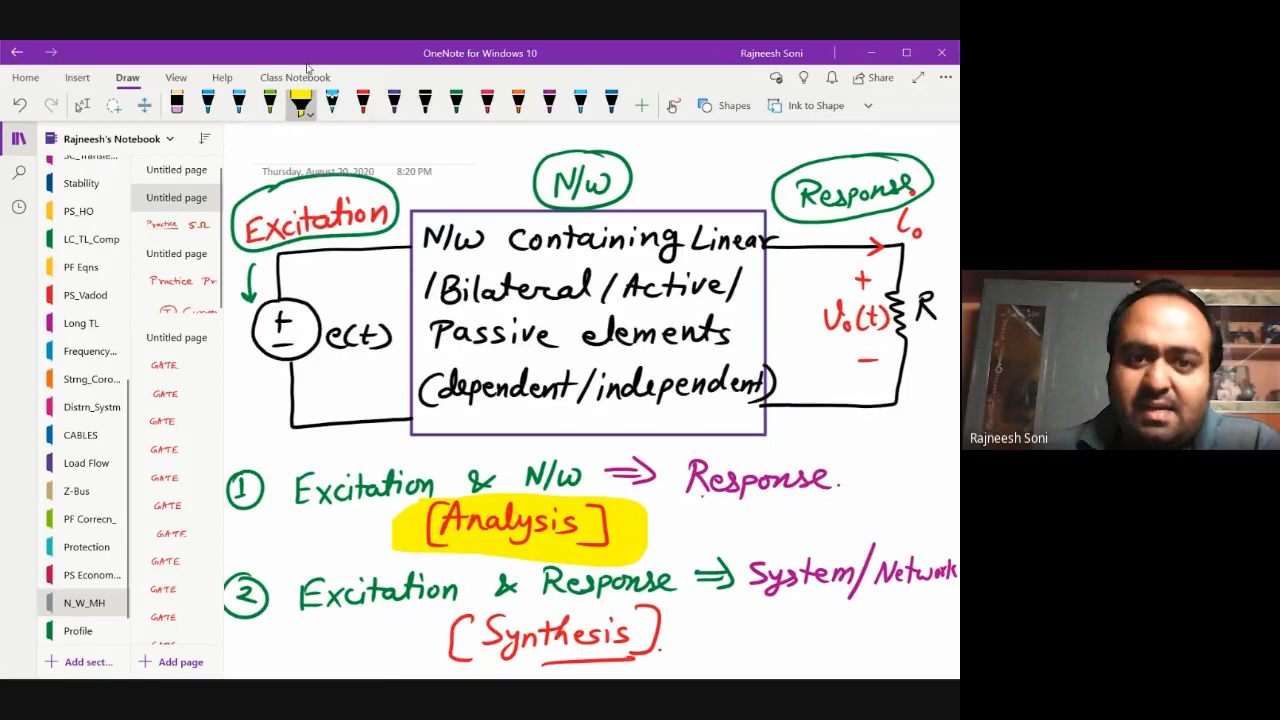 OneNote for Windows 10
Rajneesh Soni
Home Insert Draw View Help Class Notebook
Share
Shapes
Ink to Shape
Rajneesh's Notebook
Stability
PS_HO
LC_TL_Comp
PF Eqns
PS_Vadod
Long TL
Frequency...
Strng_Coro...
Distrn_Systm
CABLES
Load Flow
Z-Bus
PF Correcn_
Protection
PS Econom...
N_W_MH
Profile
Add sect...
Untitled page
Untitled page
Practice 5Ω
Untitled page
Practice Pr
Untitled page
GATE
GATE
GATE
GATE
GATE
GATE
GATE
GATE
GATE
GATE
Add page
Thursday, August 20, 2020 8:20 PM
Excitation
N/w
Response
N/w Containing Linear
/Bilateral/Active/
Passive elements
(dependent/independent)
+
−
e(t)
i₀
+
v₀(t)
−
R
① Excitation & N/w ⇒ Response.
[Analysis]
② Excitation & Response ⇒ System/Network
[Synthesis].
Rajneesh Soni